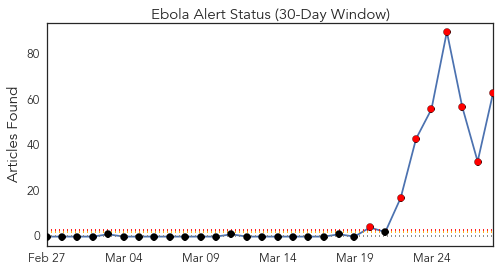 Ebola Alert Status (30-Day Window)
Articles Found
80
60
40
20
0
Feb 27 Mar 04 Mar 09 Mar 14 Mar 19 Mar 24